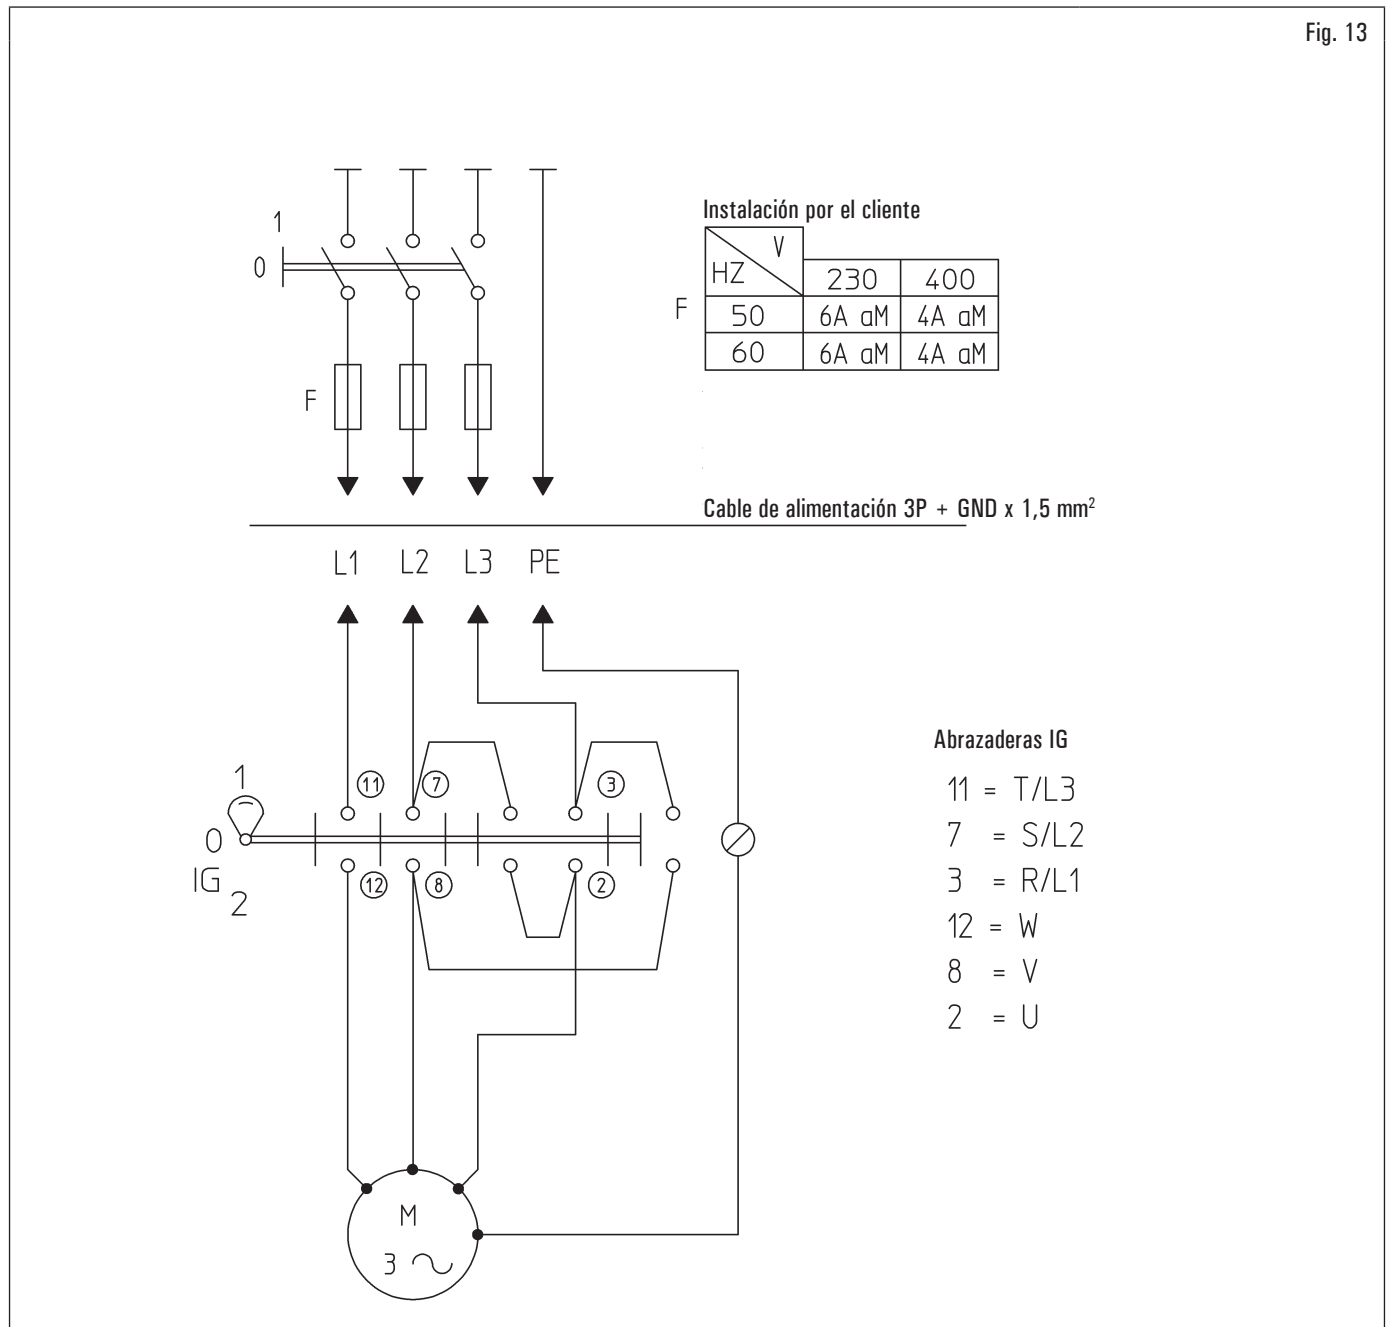 Fig. 13
1
0
F
Instalación por el cliente
V
HZ
230 400
F
50 6A aM 4A aM
60 6A aM 4A aM
Cable de alimentación 3P + GND x 1,5 mm²
L1 L2 L3 PE
1
0
IG
2
11 7 3
12 8 2
M
3
Abrazaderas IG
11 = T/L3
7 = S/L2
3 = R/L1
12 = W
8 = V
2 = U